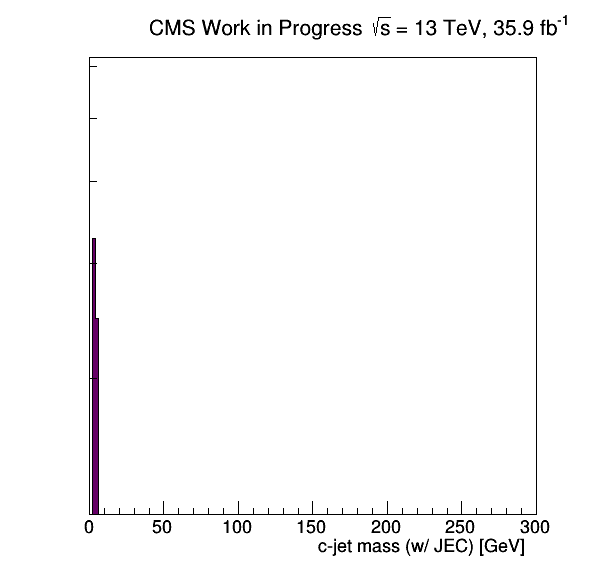 CMS Work in Progress √s = 13 TeV, 35.9 fb⁻¹
0 50 100 150 200 250 300
c-jet mass (w/ JEC) [GeV]